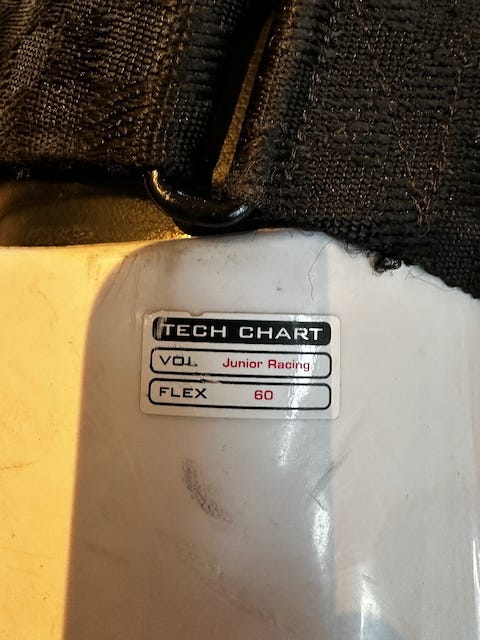 TECH CHART
VOL Junior Racing
FLEX 60